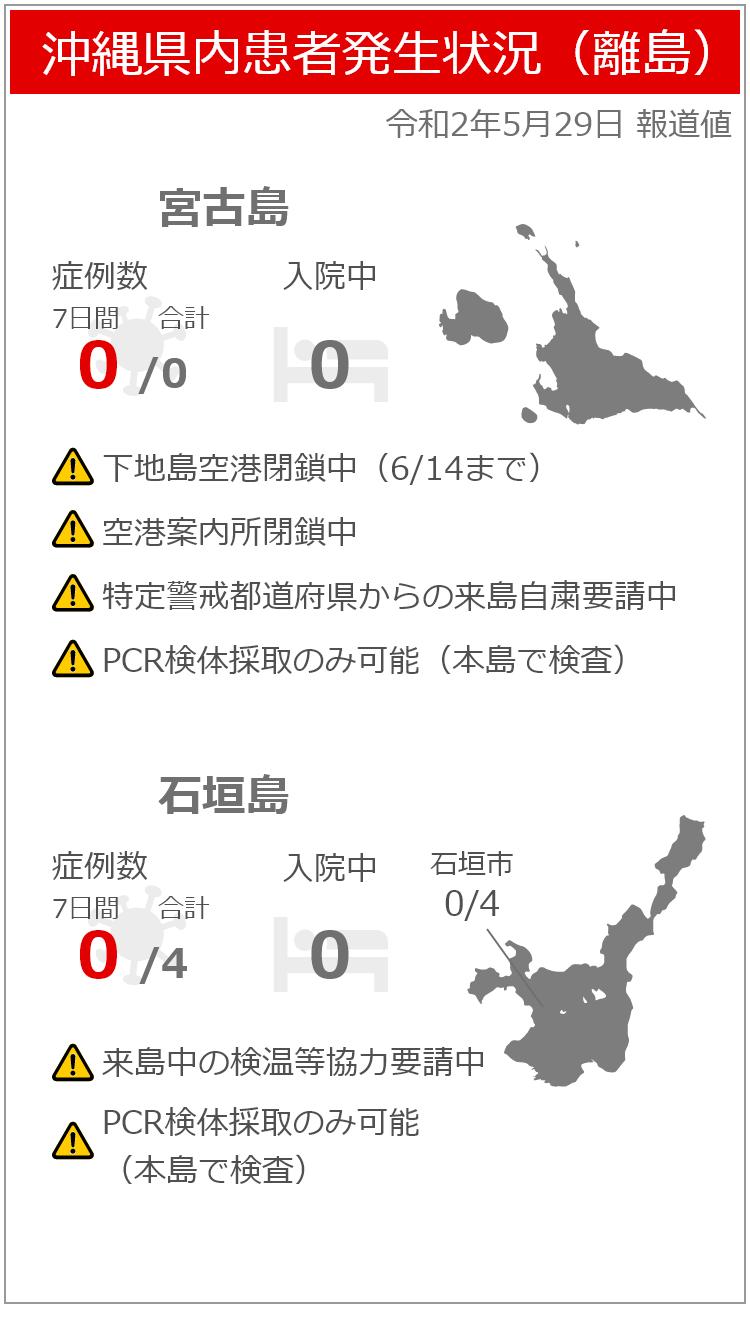 沖縄県内患者発生状況（離島）
令和2年5月29日 報道値
宮古島
症例数
入院中
7日間 合計
0 /0
0
下地島空港閉鎖中（6/14まで）
空港案内所閉鎖中
特定警戒都道府県からの来島自粛要請中
PCR検体採取のみ可能（本島で検査）
石垣島
症例数
入院中
7日間 合計
0 /4
0
石垣市
0/4
来島中の検温等協力要請中
PCR検体採取のみ可能
（本島で検査）